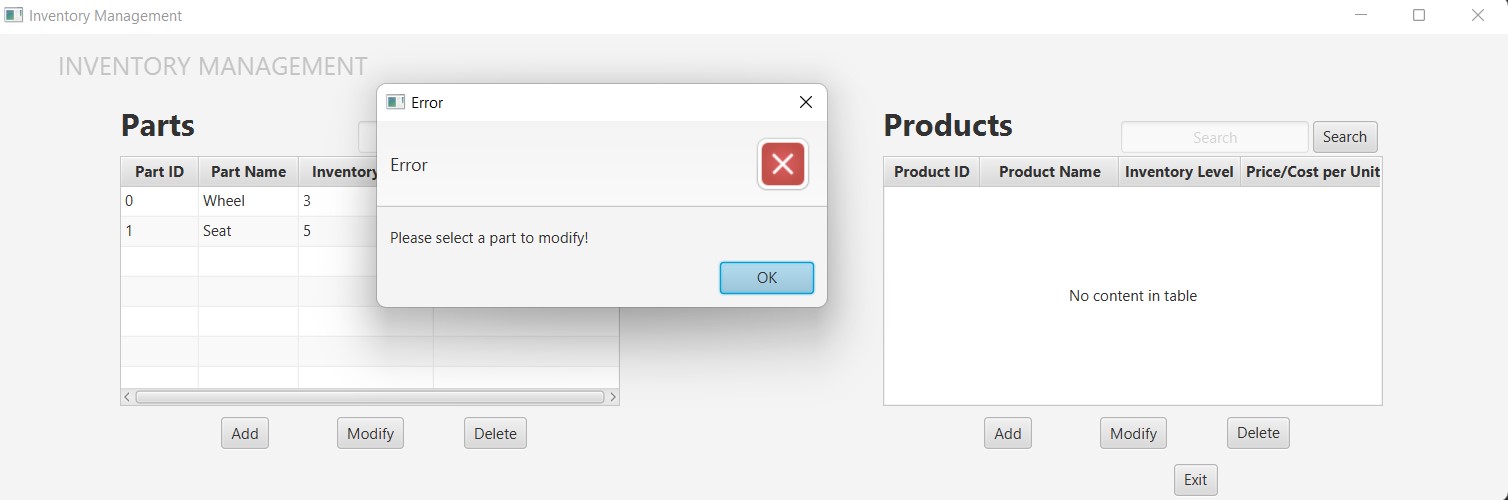 Inventory Management
INVENTORY MANAGEMENT
Error
Parts
Products
Search
Search
Error
Part ID Part Name Inventory
Product ID Product Name Inventory Level Price/Cost per Unit
0 Wheel 3
1 Seat 5
Please select a part to modify!
OK
No content in table
Add Modify Delete
Add Modify Delete
Exit